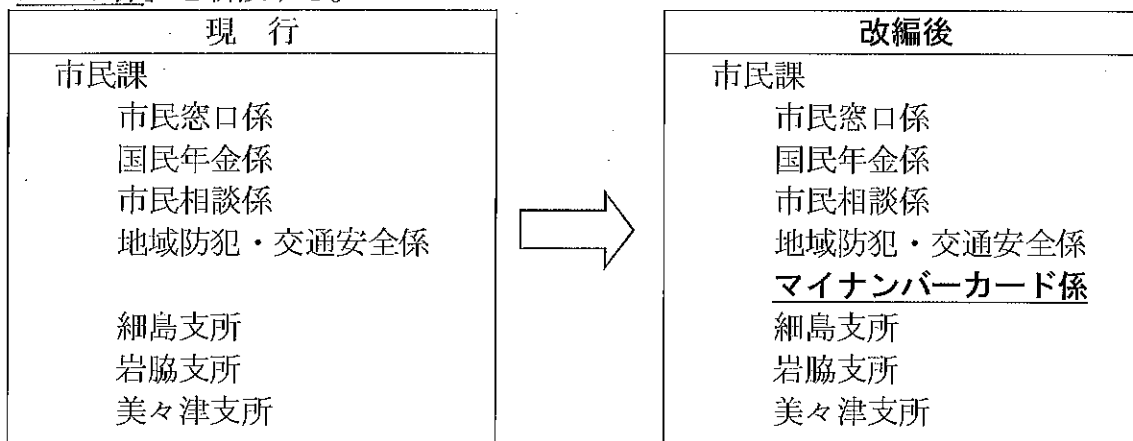 現　行
市民課
市民窓口係
国民年金係
市民相談係
地域防犯・交通安全係
細島支所
岩脇支所
美々津支所
改編後
市民課
市民窓口係
国民年金係
市民相談係
地域防犯・交通安全係
マイナンバーカード係
細島支所
岩脇支所
美々津支所